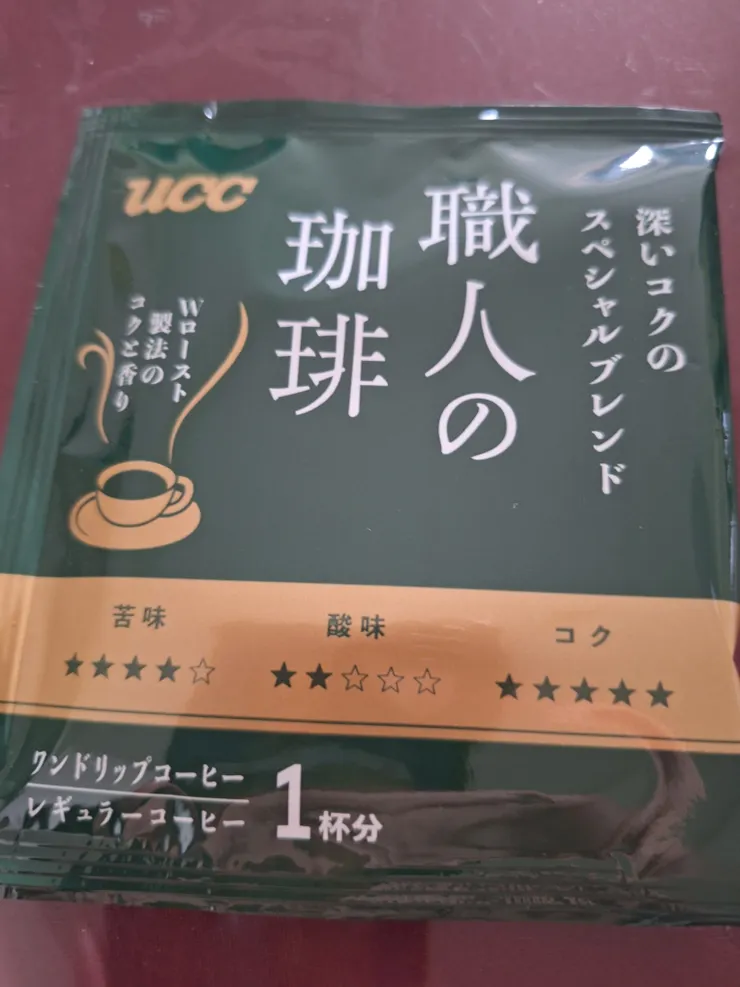 UCC
深いコクの
スペシャルブレンド
職人の
珈琲
Wロースト
製法の
コクと香り
苦味
★★★★☆
酸味
★★☆☆☆
コク
★★★★★
ワンドリップコーヒー
レギュラーコーヒー
1杯分